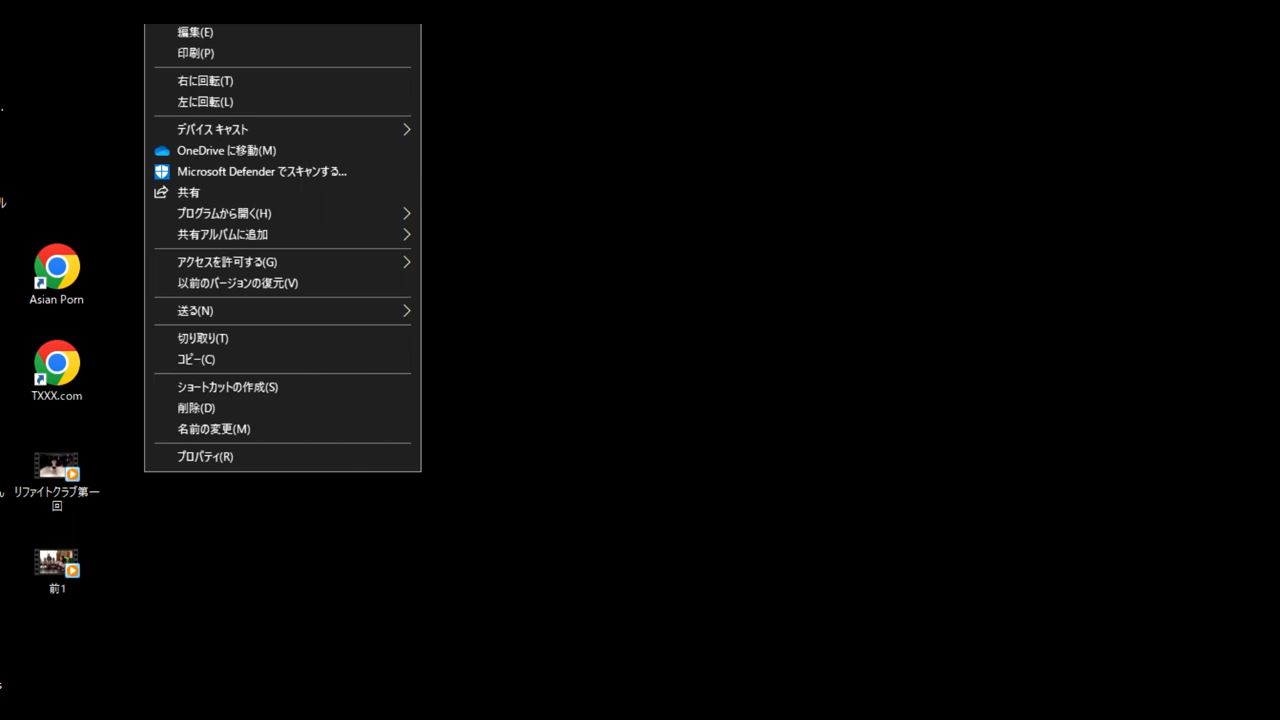 編集(E)
印刷(P)
右に回転(T)
左に回転(L)
デバイス キャスト
OneDrive に移動(M)
Microsoft Defender でスキャンする...
共有
プログラムから開く(H)
共有アルバムに追加
アクセスを許可する(G)
以前のバージョンの復元(V)
送る(N)
切り取り(T)
コピー(C)
ショートカットの作成(S)
削除(D)
名前の変更(M)
プロパティ(R)
Asian Porn
TXXX.com
リファイトクラブ第一
回
前1